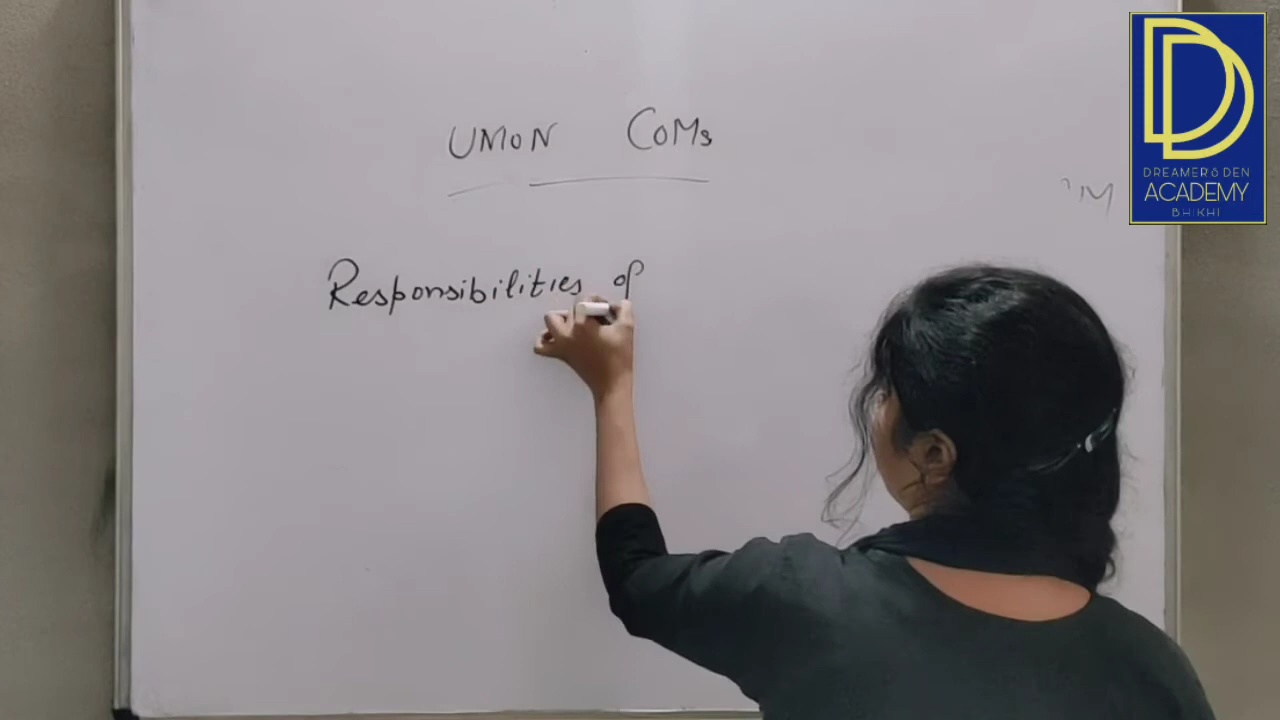 UNION COMs
Responsibilities of
DREAMER'S DEN
ACADEMY
BHIKHI